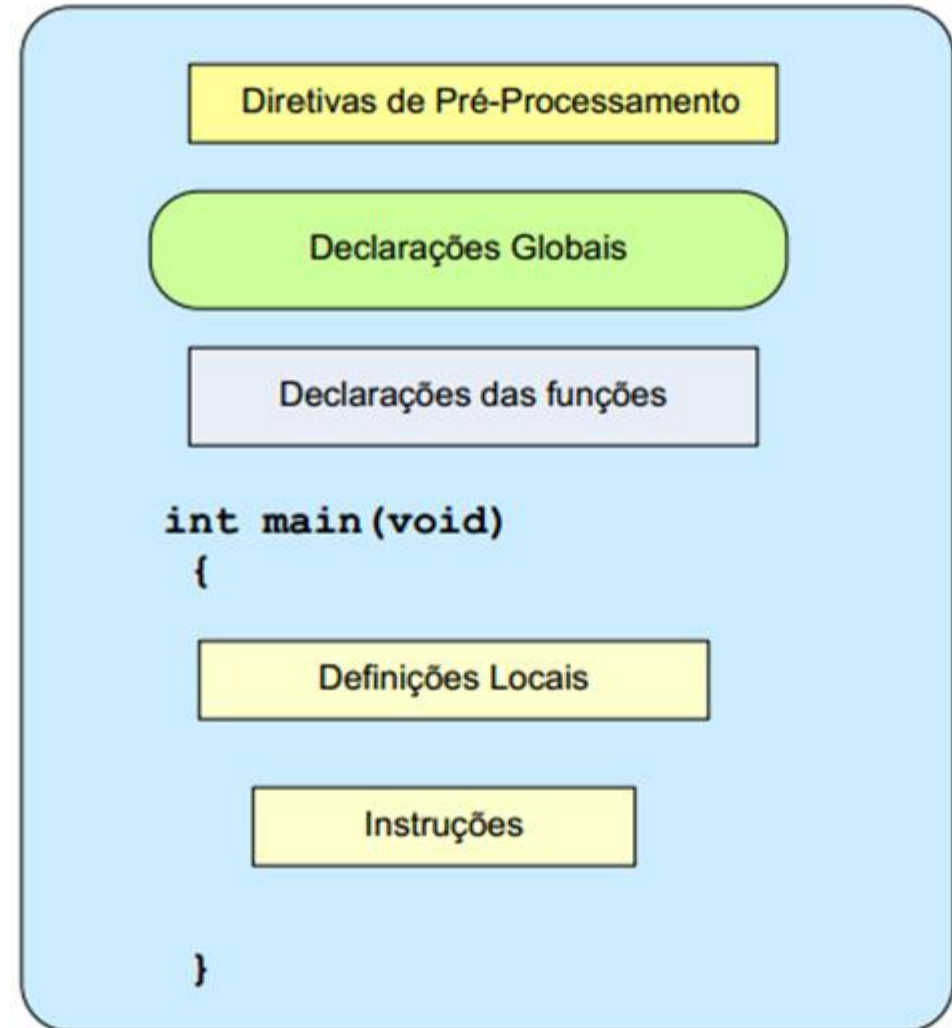 Diretivas de Pré-Processamento
Declarações Globais
Declarações das funções
int main(void)
{
Definições Locais
Instruções
}